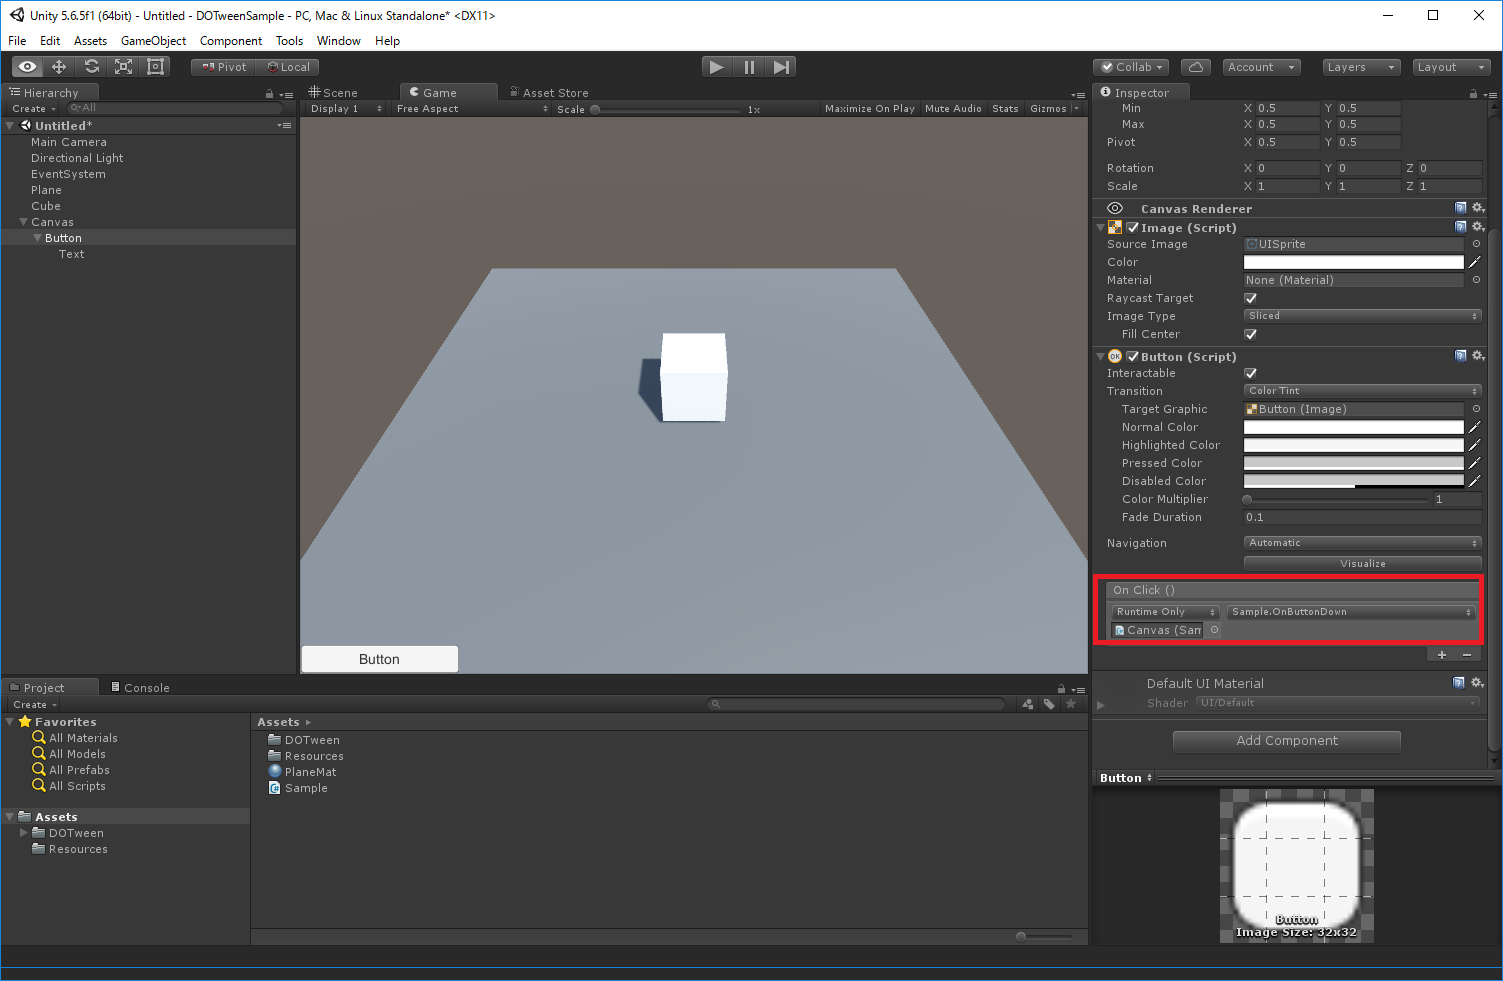 Unity 5.6.5f1 (64bit) - Untitled - DOTweenSample - PC, Mac & Linux Standalone* <DX11>
File Edit Assets GameObject Component Tools Window Help
Pivot Local Collab Account Layers Layout
Hierarchy
Create All
Untitled*
Main Camera
Directional Light
EventSystem
Plane
Cube
Canvas
Button
Text
Scene Game Asset Store
Display 1 Free Aspect Scale 1x Maximize On Play Mute Audio Stats Gizmos
Button
Inspector
Min X 0.5 Y 0.5
Max X 0.5 Y 0.5
Pivot X 0.5 Y 0.5
Rotation X 0 Y 0 Z 0
Scale X 1 Y 1 Z 1
Canvas Renderer
Image (Script)
Source Image UISprite
Color
Material None (Material)
Raycast Target
Image Type Sliced
Fill Center
OK Button (Script)
Interactable
Transition Color Tint
Target Graphic Button (Image)
Normal Color
Highlighted Color
Pressed Color
Disabled Color
Color Multiplier 1
Fade Duration 0.1
Navigation Automatic
Visualize
On Click ()
Runtime Only Sample.OnButtonDown
Canvas (Sam
+ −
Default UI Material
Shader UI/Default
Add Component
Button
Button
Image Size: 32x32
Project Console
Create
Favorites
All Materials
All Models
All Prefabs
All Scripts
Assets
DOTween
Resources
Assets
DOTween
Resources
PlaneMat
Sample